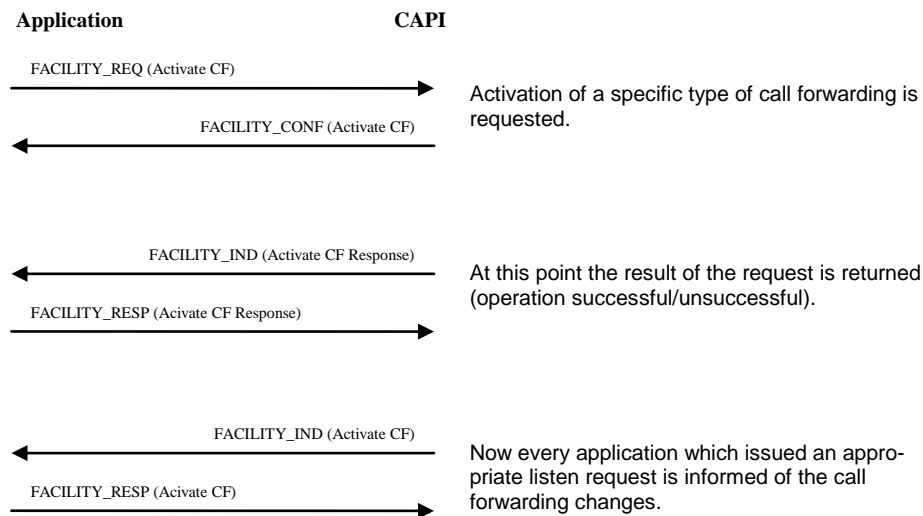 Application CAPI
FACILITY_REQ (Activate CF)
Activation of a specific type of call forwarding is
requested.
FACILITY_CONF (Activate CF)
FACILITY_IND (Activate CF Response)
At this point the result of the request is returned
(operation successful/unsuccessful).
FACILITY_RESP (Acivate CF Response)
FACILITY_IND (Activate CF)
Now every application which issued an appro-
priate listen request is informed of the call
forwarding changes.
FACILITY_RESP (Acivate CF)